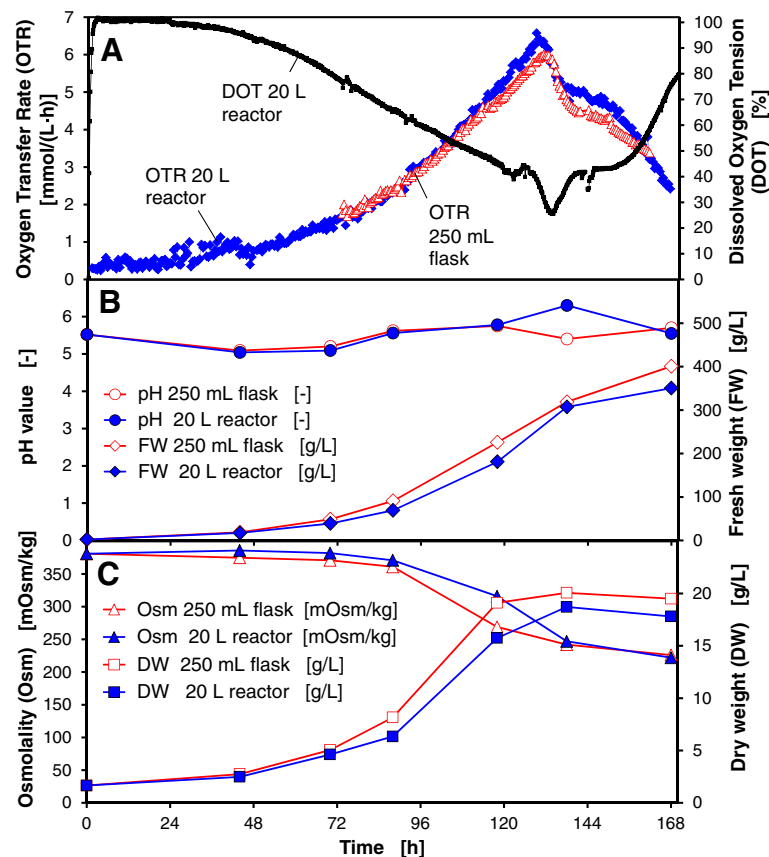 A
Oxygen Transfer Rate (OTR)
[mmol/(L·h)]
7
6
5
4
3
2
1
0
DOT 20 L
reactor
OTR 20 L
reactor
OTR
250 mL
flask
100
90
80
70
60
50
40
30
20
10
0
Dissolved Oxygen Tension
(DOT) [%]
B
pH value [-]
6
5
4
3
2
1
0
pH 250 mL flask [-]
pH 20 L reactor [-]
FW 250 mL flask [g/L]
FW 20 L reactor [g/L]
500
400
300
200
100
0
Fresh weight (FW) [g/L]
C
Osmolality (Osm) [mOsm/kg]
350
300
250
200
150
100
50
0
Osm 250 mL flask [mOsm/kg]
Osm 20 L reactor [mOsm/kg]
DW 250 mL flask [g/L]
DW 20 L reactor [g/L]
20
15
10
5
0
Dry weight (DW) [g/L]
0 24 48 72 96 120 144 168
Time [h]